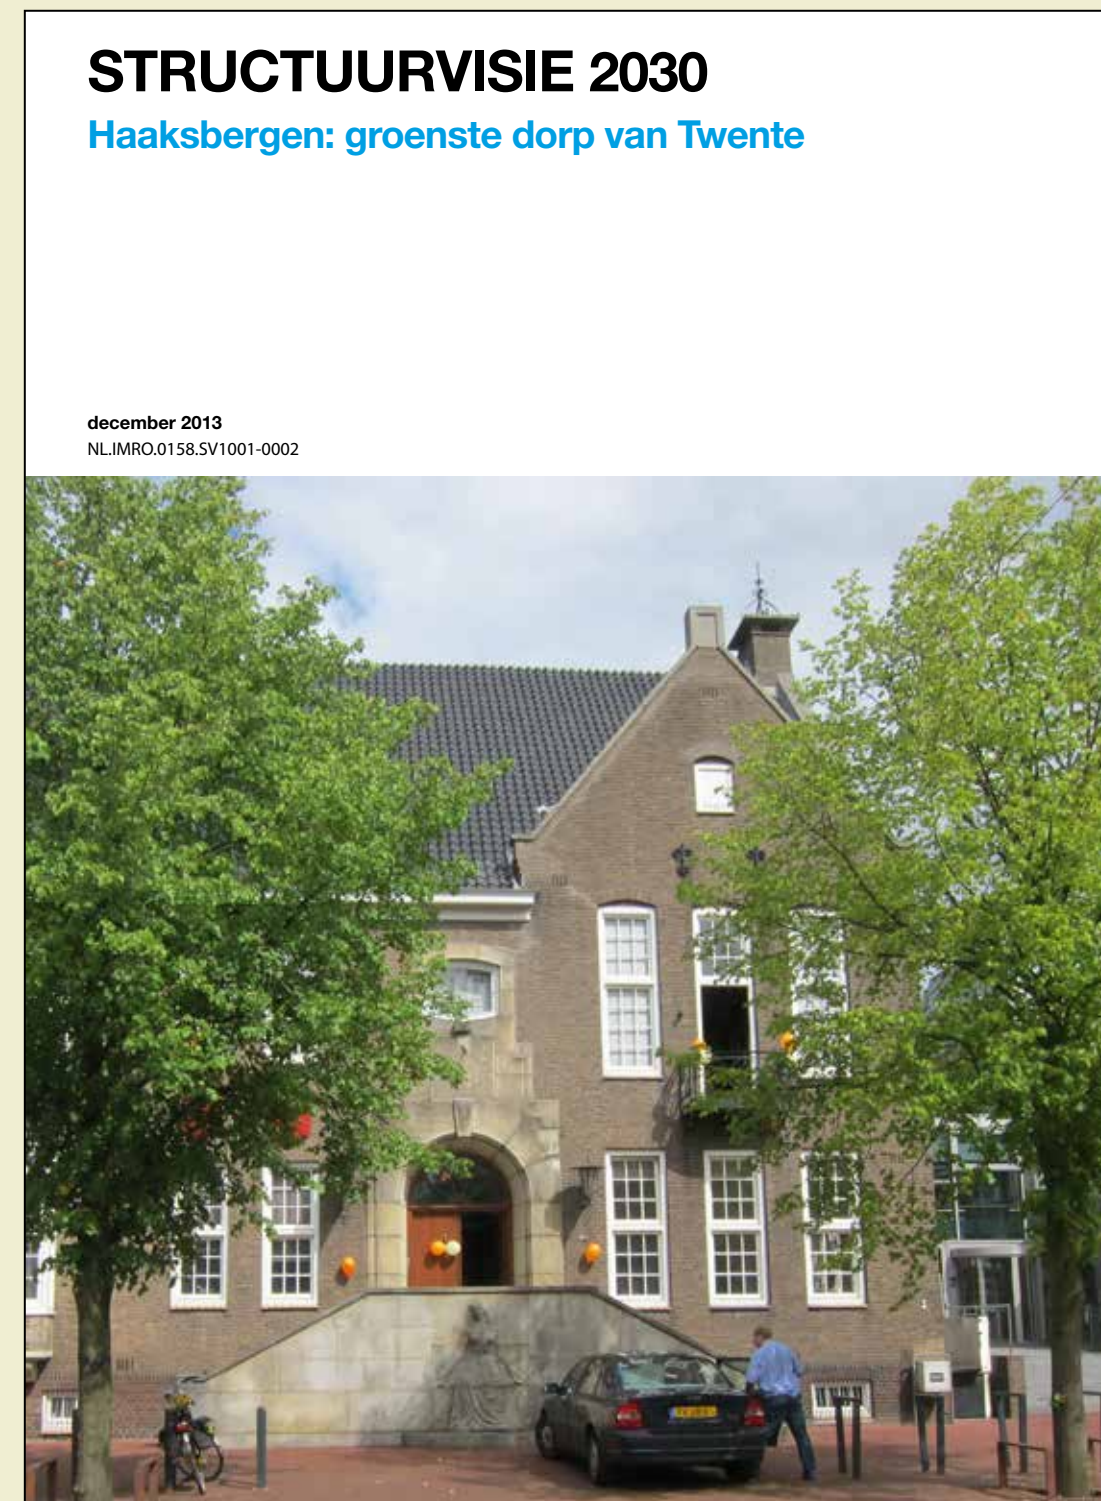 STRUCTUURVISIE 2030
Haaksbergen: groenste dorp van Twente
december 2013
NL.IMRO.0158.SV1001-0002